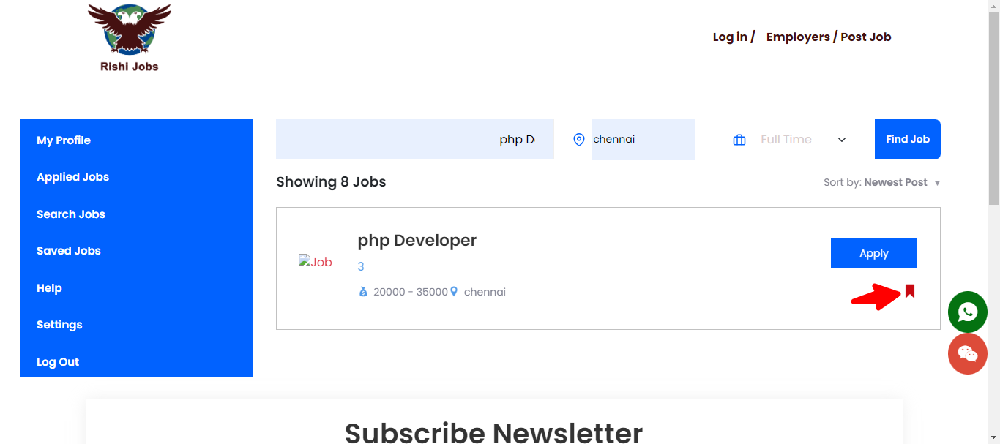 Rishi Jobs
Log in / Employers / Post Job
My Profile
Applied Jobs
Search Jobs
Saved Jobs
Help
Settings
Log Out
php D
chennai
Full Time
Find Job
Showing 8 Jobs
Sort by: Newest Post
php Developer
Job
3
20000 - 35000 chennai
Apply
Subscribe Newsletter